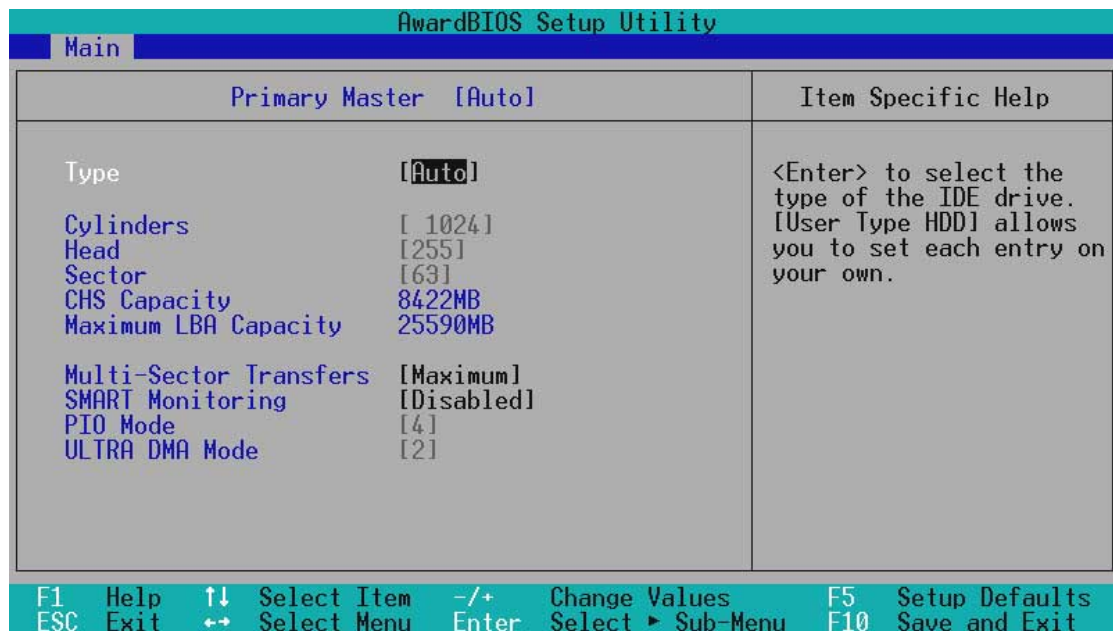 AwardBIOS Setup Utility
Main
Primary Master [Auto]
Type [Auto]
Cylinders [ 1024]
Head [255]
Sector [63]
CHS Capacity 8422MB
Maximum LBA Capacity 25590MB
Multi-Sector Transfers [Maximum]
SMART Monitoring [Disabled]
PIO Mode [4]
ULTRA DMA Mode [2]
Item Specific Help
<Enter> to select the
type of the IDE drive.
[User Type HDD] allows
you to set each entry on
your own.
F1 Help ↑↓ Select Item -/+ Change Values F5 Setup Defaults
ESC Exit ←→ Select Menu Enter Select ► Sub-Menu F10 Save and Exit